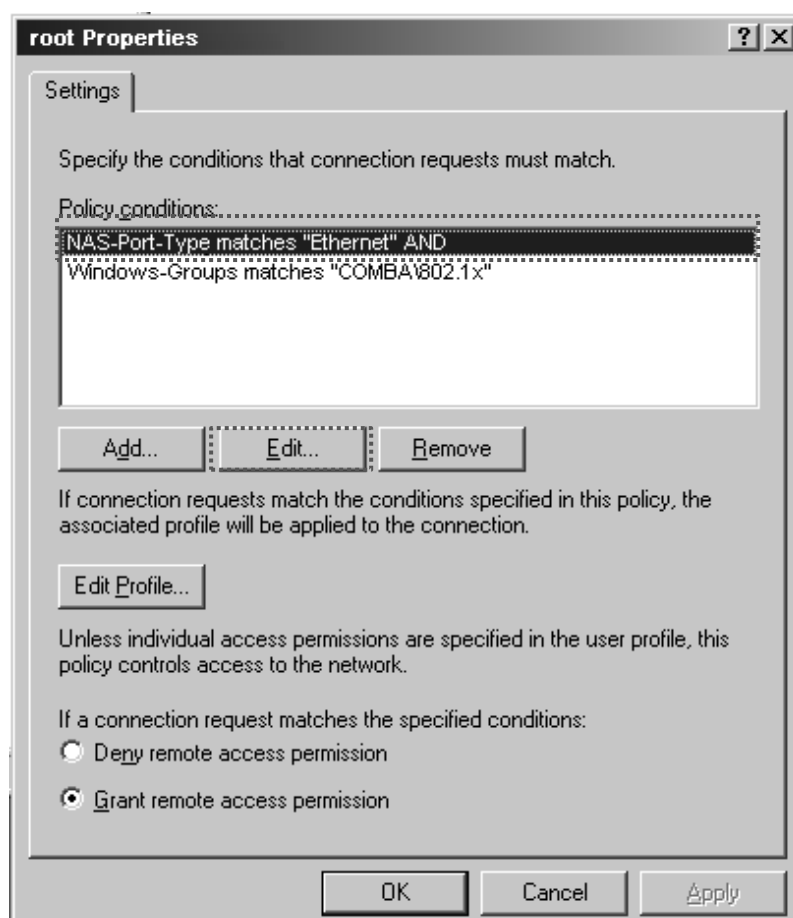 root Properties
Settings
Specify the conditions that connection requests must match.
Policy conditions:
NAS-Port-Type matches "Ethernet" AND
Windows-Groups matches "COMBA\802.1x"
Add... Edit... Remove
If connection requests match the conditions specified in this policy, the
associated profile will be applied to the connection.
Edit Profile...
Unless individual access permissions are specified in the user profile, this
policy controls access to the network.
If a connection request matches the specified conditions:
Deny remote access permission
Grant remote access permission
OK Cancel Apply